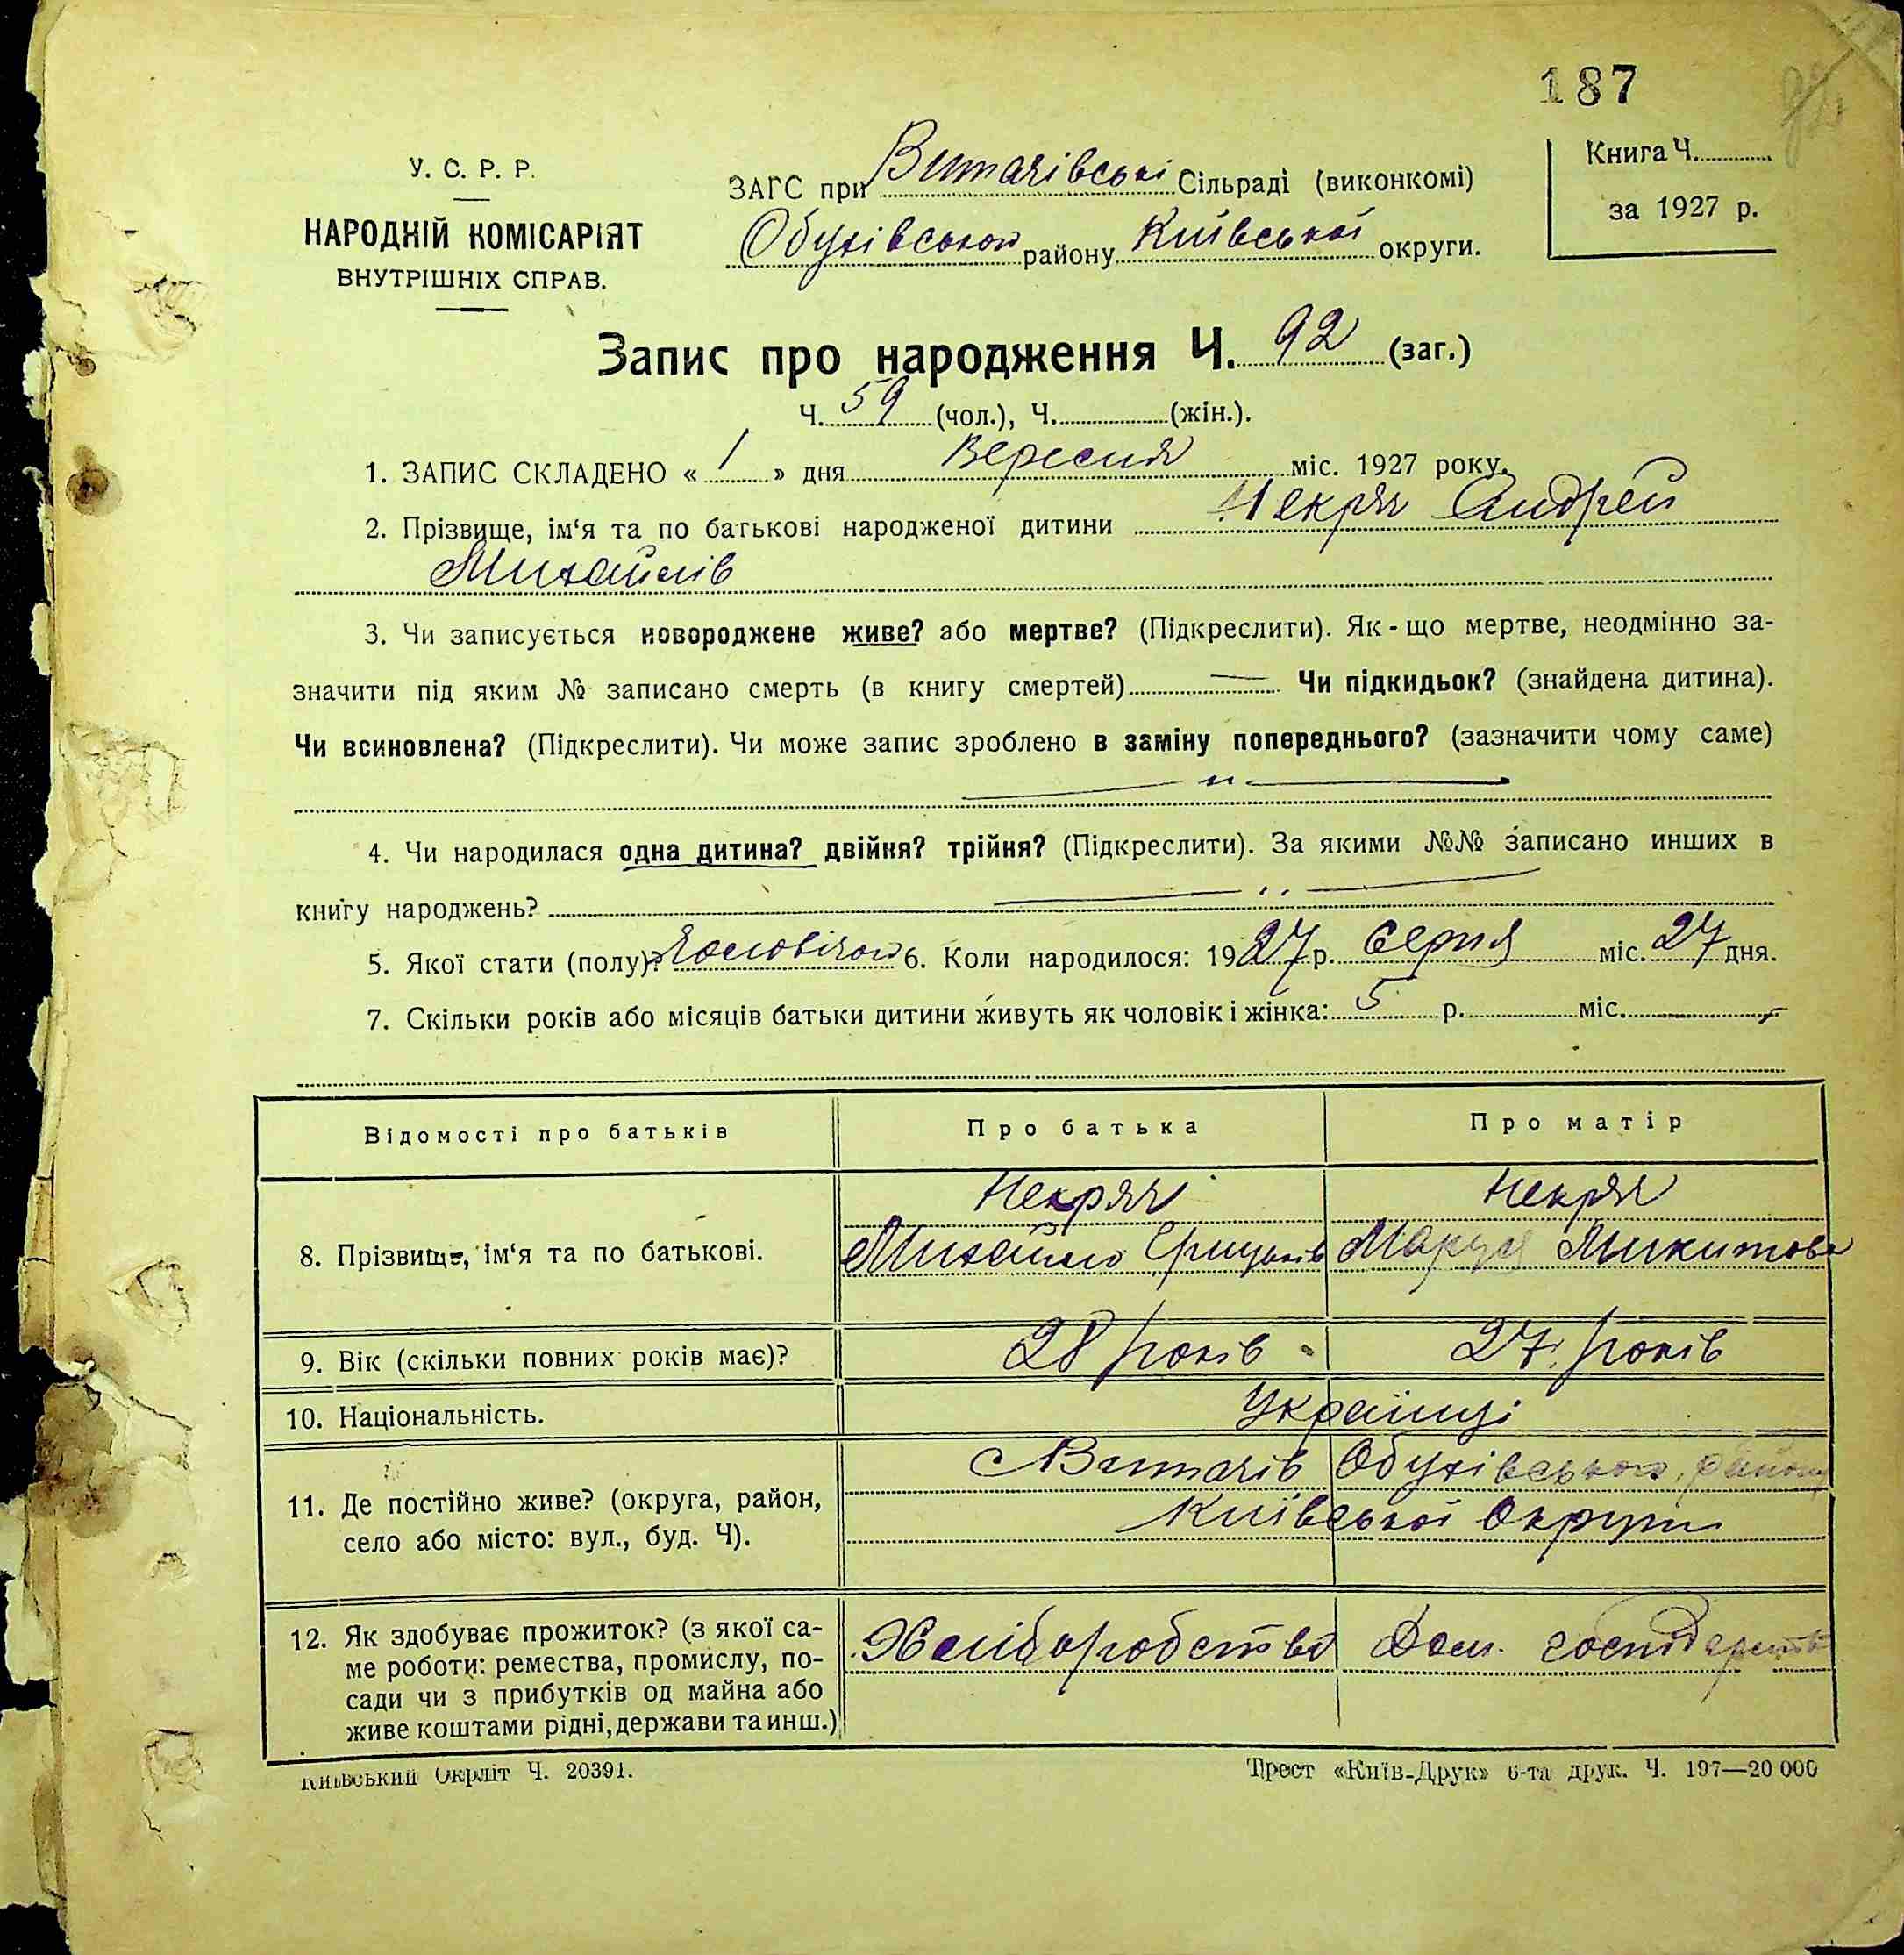 187
У. С. Р. Р.
НАРОДНІЙ КОМІСАРІЯТ
ВНУТРІШНІХ СПРАВ.
ЗАГС при Витачівські Сільраді (виконкомі)
Обухівського району Київської округи.
Книга Ч.
за 1927 р.
Запис про народження Ч. 92 (заг.)
Ч. 59 (чол.), Ч. (жін.).
1. ЗАПИС СКЛАДЕНО « 1 » дня Вересня міс. 1927 року.
2. Прізвище, ім‘я та по батькові народженої дитини Некряч Андрей
Михайлів
3. Чи записується новороджене живе? або мертве? (Підкреслити). Як-що мертве, неодмінно за-
значити під яким № записано смерть (в книгу смертей) — Чи підкидьок? (знайдена дитина).
Чи всиновлена? (Підкреслити). Чи може запис зроблено в заміну попереднього? (зазначити чому саме)
— „ —
4. Чи народилася одна дитина? двійня? трійня? (Підкреслити). За якими №№ записано инших в
книгу народжень? — „ —
5. Якої стати (полу)? 6. Коли народилося: 1927 р. Серпня міс. 27 дня.
7. Скільки років або місяців батьки дитини живуть як чоловік і жінка: 5 р. міс.
Відомості про батьків Про батька Про матір
8. Прізвище, ім‘я та по батькові. Некряч Некряч
Михайло Грицьків Маруся Микитова
9. Вік (скільки повних років має)? 28 років 27 років
10. Національність. Українці
11. Де постійно живе? (округа, район,
село або місто: вул., буд. Ч).
с Витачів Обухівського району
Київської Округи
12. Як здобуває прожиток? (з якої са-
ме роботи: ремества, промислу, по-
сади чи з прибутків од майна або
живе коштами рідні, держави та инш.)
Хліборобство Дом. господарство
Київський Окрліт Ч. 20391.
Трест «Київ-Друк» 6-та друк. Ч. 197—20 000